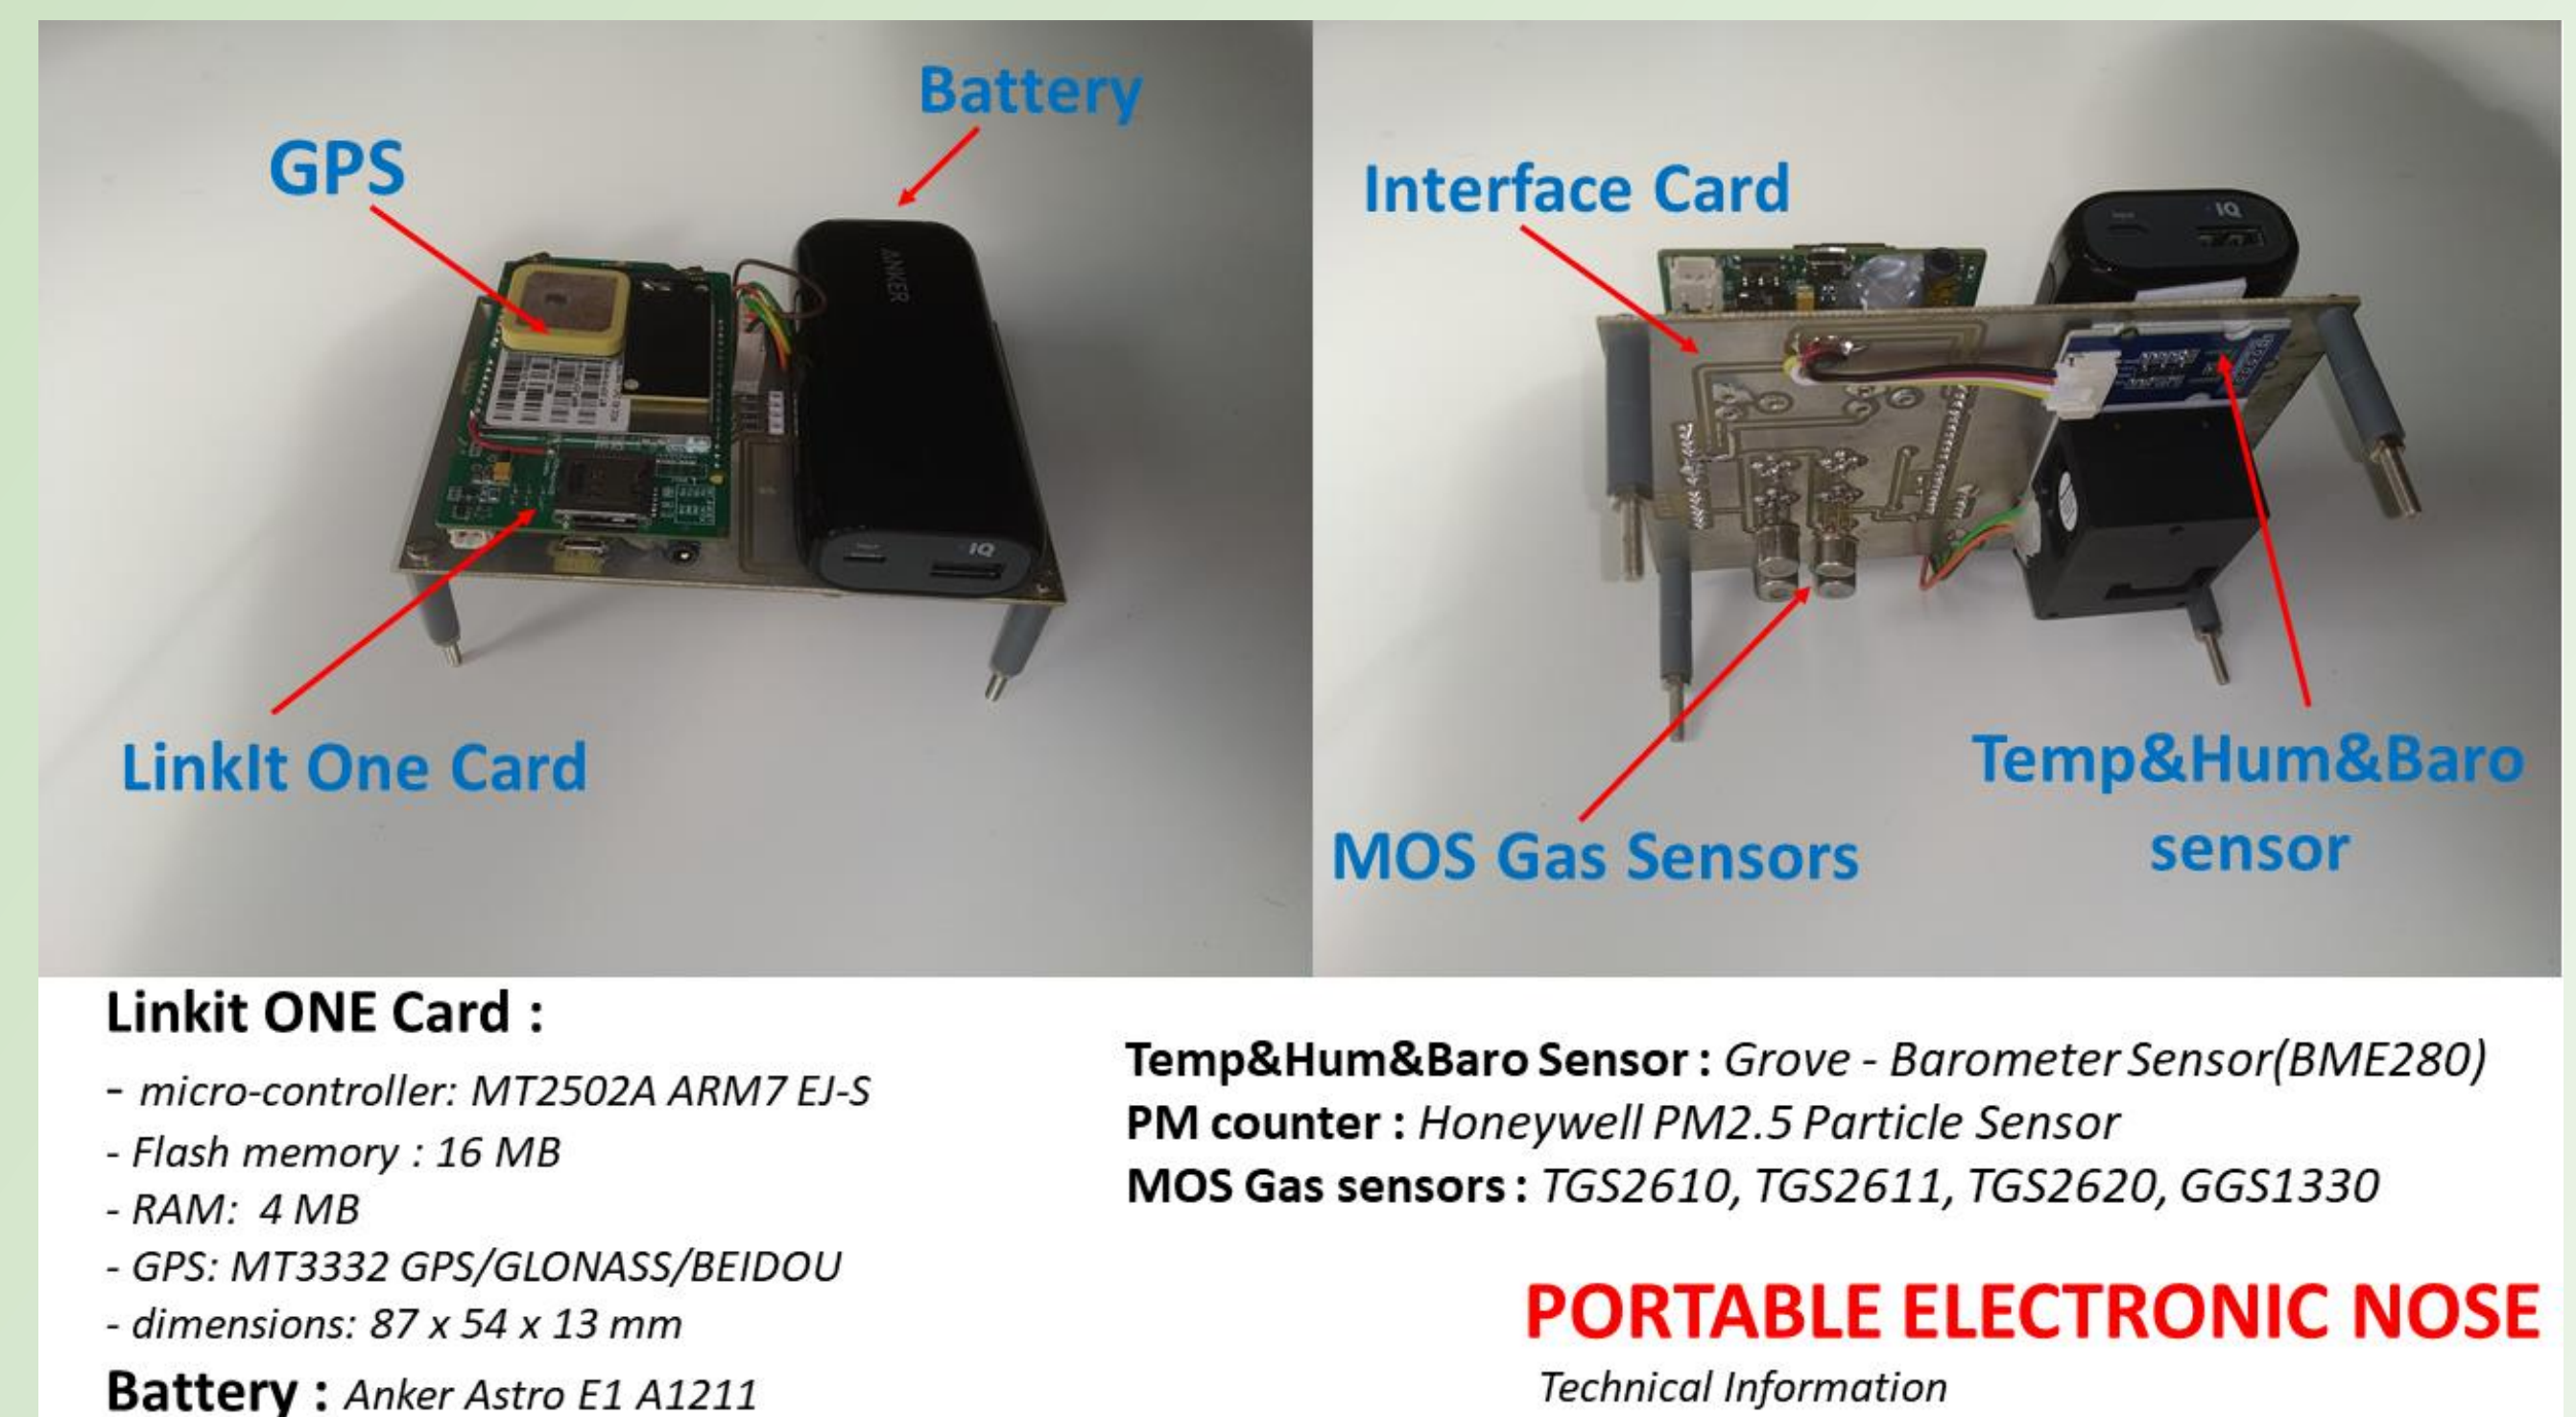 Battery
GPS
ANKER
iQ
LinkIt One Card
Interface Card
iQ
MOS Gas Sensors
Temp&Hum&Baro
sensor
Linkit ONE Card :
- micro-controller: MT2502A ARM7 EJ-S
- Flash memory : 16 MB
- RAM: 4 MB
- GPS: MT3332 GPS/GLONASS/BEIDOU
- dimensions: 87 x 54 x 13 mm
Battery : Anker Astro E1 A1211
Temp&Hum&Baro Sensor : Grove - Barometer Sensor(BME280)
PM counter : Honeywell PM2.5 Particle Sensor
MOS Gas sensors : TGS2610, TGS2611, TGS2620, GGS1330
PORTABLE ELECTRONIC NOSE
Technical Information